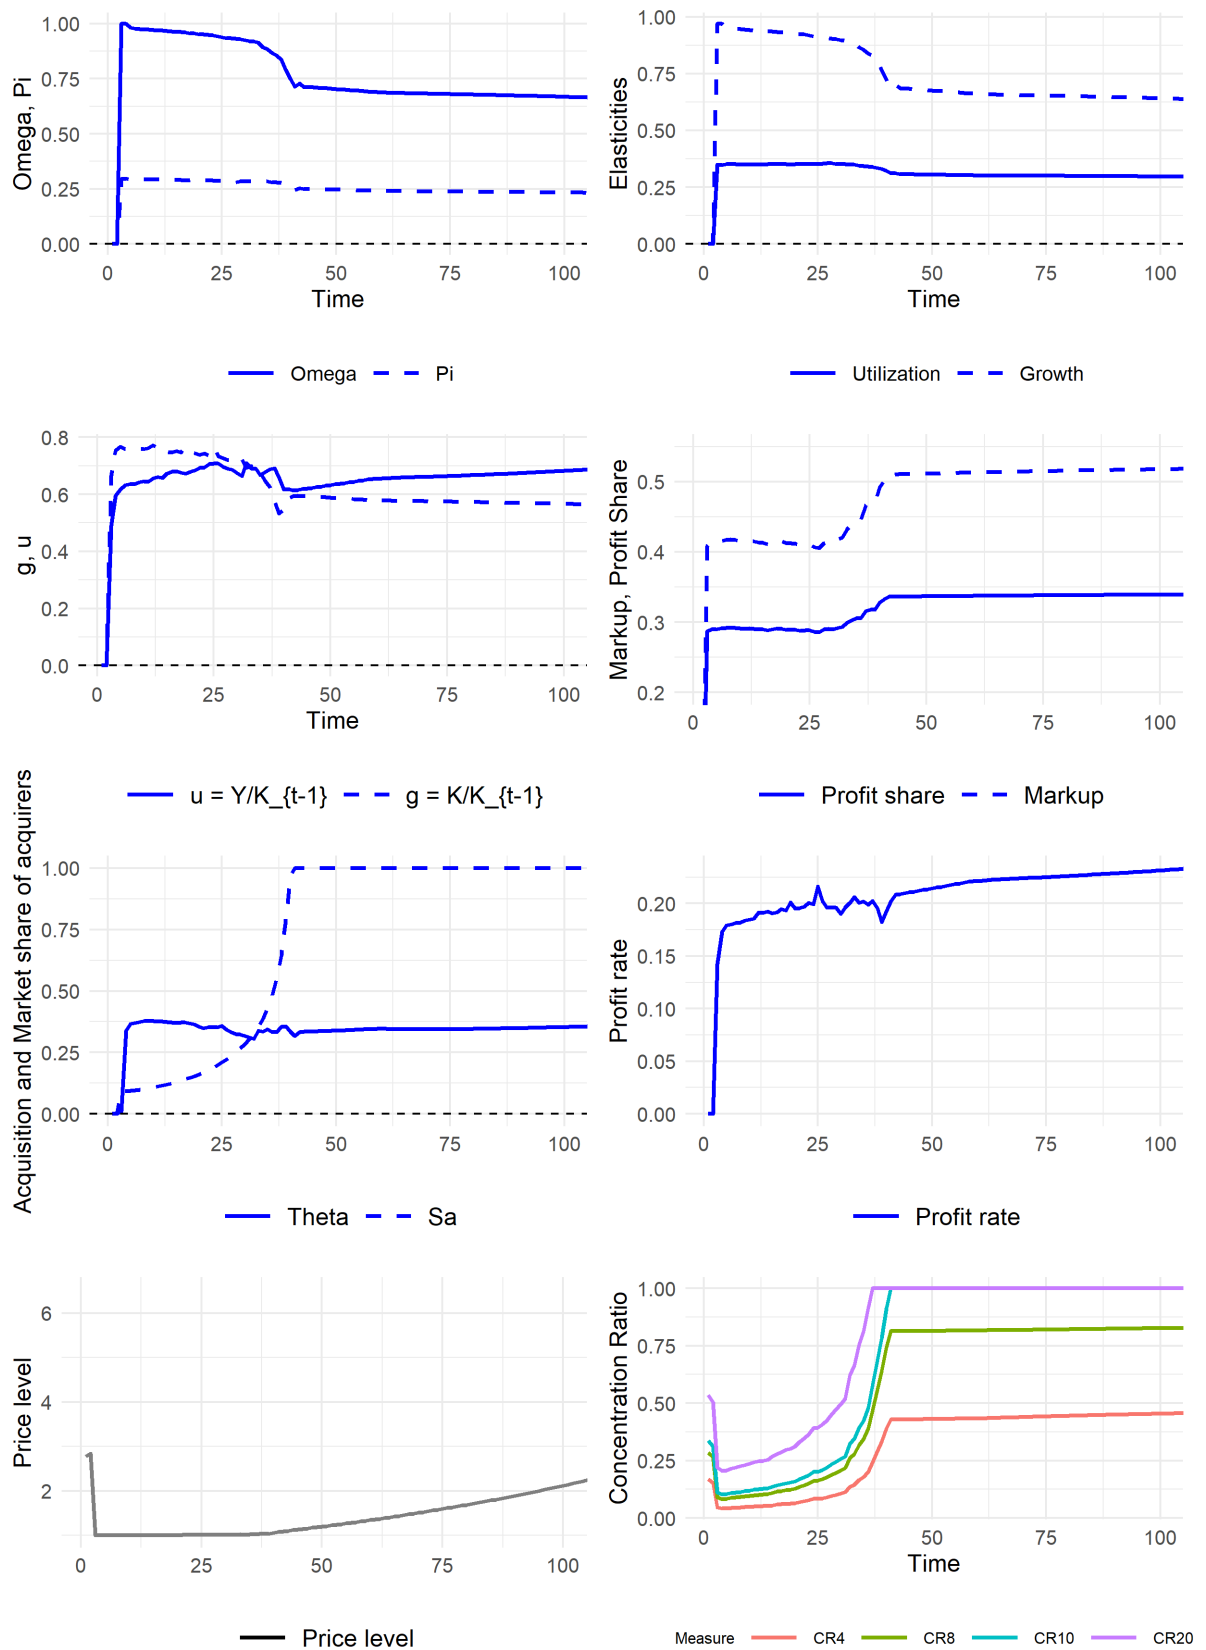 Omega, Pi
1.00
0.75
0.50
0.25
0.00
0 25 50 75 100
Time
Omega Pi
Elasticities
1.00
0.75
0.50
0.25
0.00
0 25 50 75 100
Time
Utilization Growth
g, u
0.8
0.6
0.4
0.2
0.0
0 25 50 75 100
Time
u = Y/K_{t-1} g = K/K_{t-1}
Markup, Profit Share
0.5
0.4
0.3
0.2
0 25 50 75 100
Profit share Markup
Acquisition and Market share of acquirers
1.00
0.75
0.50
0.25
0.00
0 25 50 75 100
Theta Sa
Profit rate
0.20
0.15
0.10
0.05
0.00
0 25 50 75 100
Profit rate
Price level
6
4
2
0 25 50 75 100
Price level
Concentration Ratio
1.00
0.75
0.50
0.25
0.00
0 25 50 75 100
Time
Measure CR4 CR8 CR10 CR20